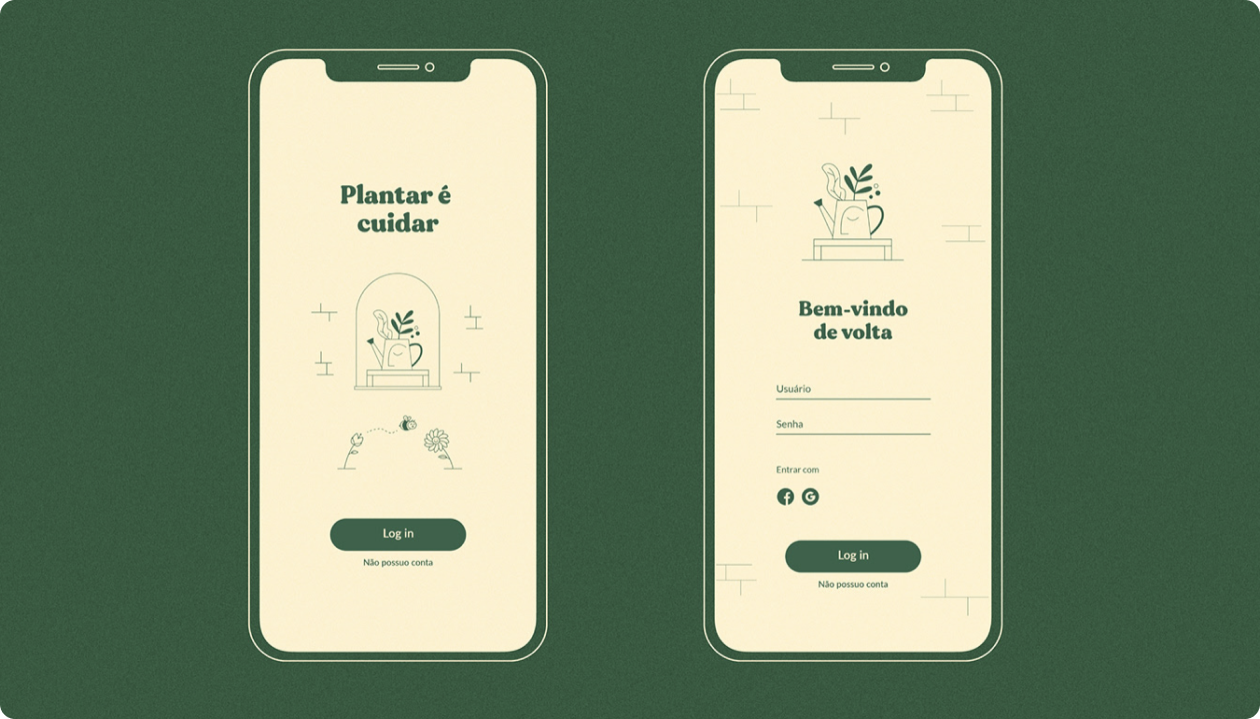 Plantar é
cuidar
Log in
Não possuo conta
Bem-vindo
de volta
Usuário
Senha
Entrar com
Log in
Não possuo conta